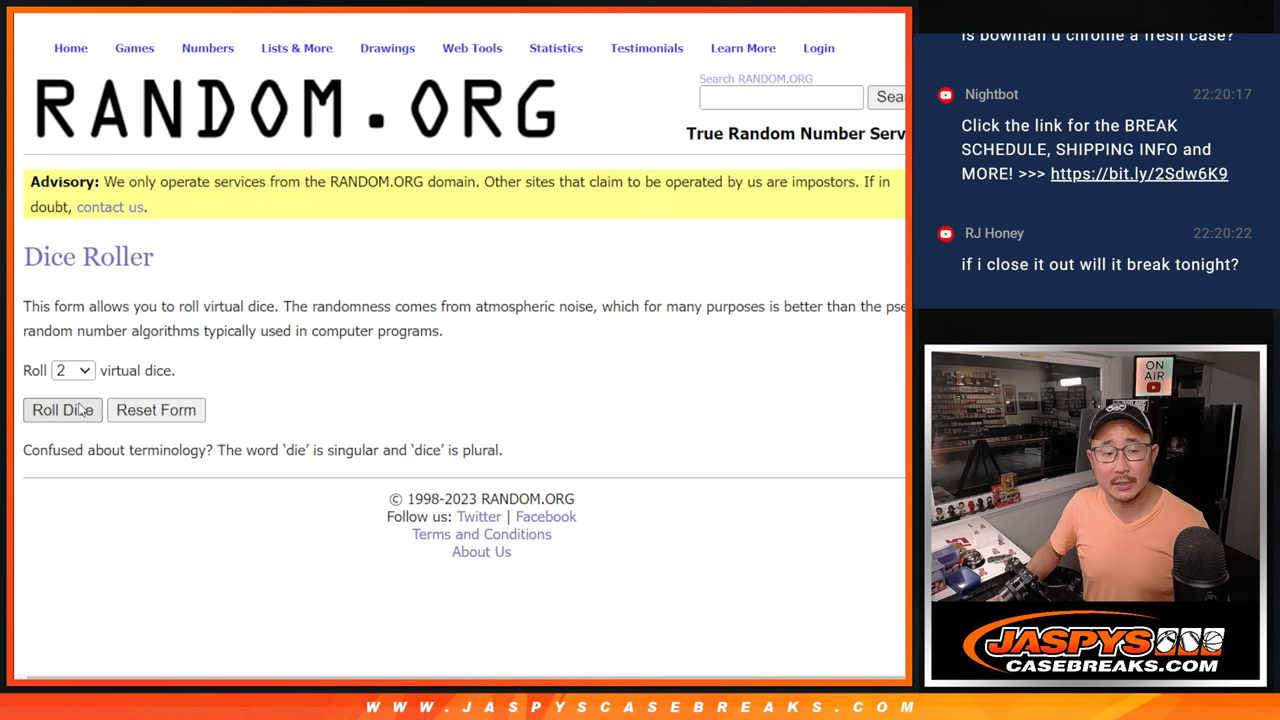 Home Games Numbers Lists & More Drawings Web Tools Statistics Testimonials Learn More Login
RANDOM.ORG
Search RANDOM.ORG
Sea
True Random Number Serv
Advisory: We only operate services from the RANDOM.ORG domain. Other sites that claim to be operated by us are impostors. If in
doubt, contact us.
Dice Roller
This form allows you to roll virtual dice. The randomness comes from atmospheric noise, which for many purposes is better than the pse
random number algorithms typically used in computer programs.
Roll 2 virtual dice.
Roll Dice Reset Form
Confused about terminology? The word ‘die’ is singular and ‘dice’ is plural.
© 1998-2023 RANDOM.ORG
Follow us: Twitter | Facebook
Terms and Conditions
About Us
is bowman u chrome a fresh case?
Nightbot 22:20:17
Click the link for the BREAK
SCHEDULE, SHIPPING INFO and
MORE! >>> https://bit.ly/2Sdw6K9
RJ Honey 22:20:22
if i close it out will it break tonight?
ON
AIR
JASPYS
CASEBREAKS.COM
WWW.JASPYSCASEBREAKS.COM